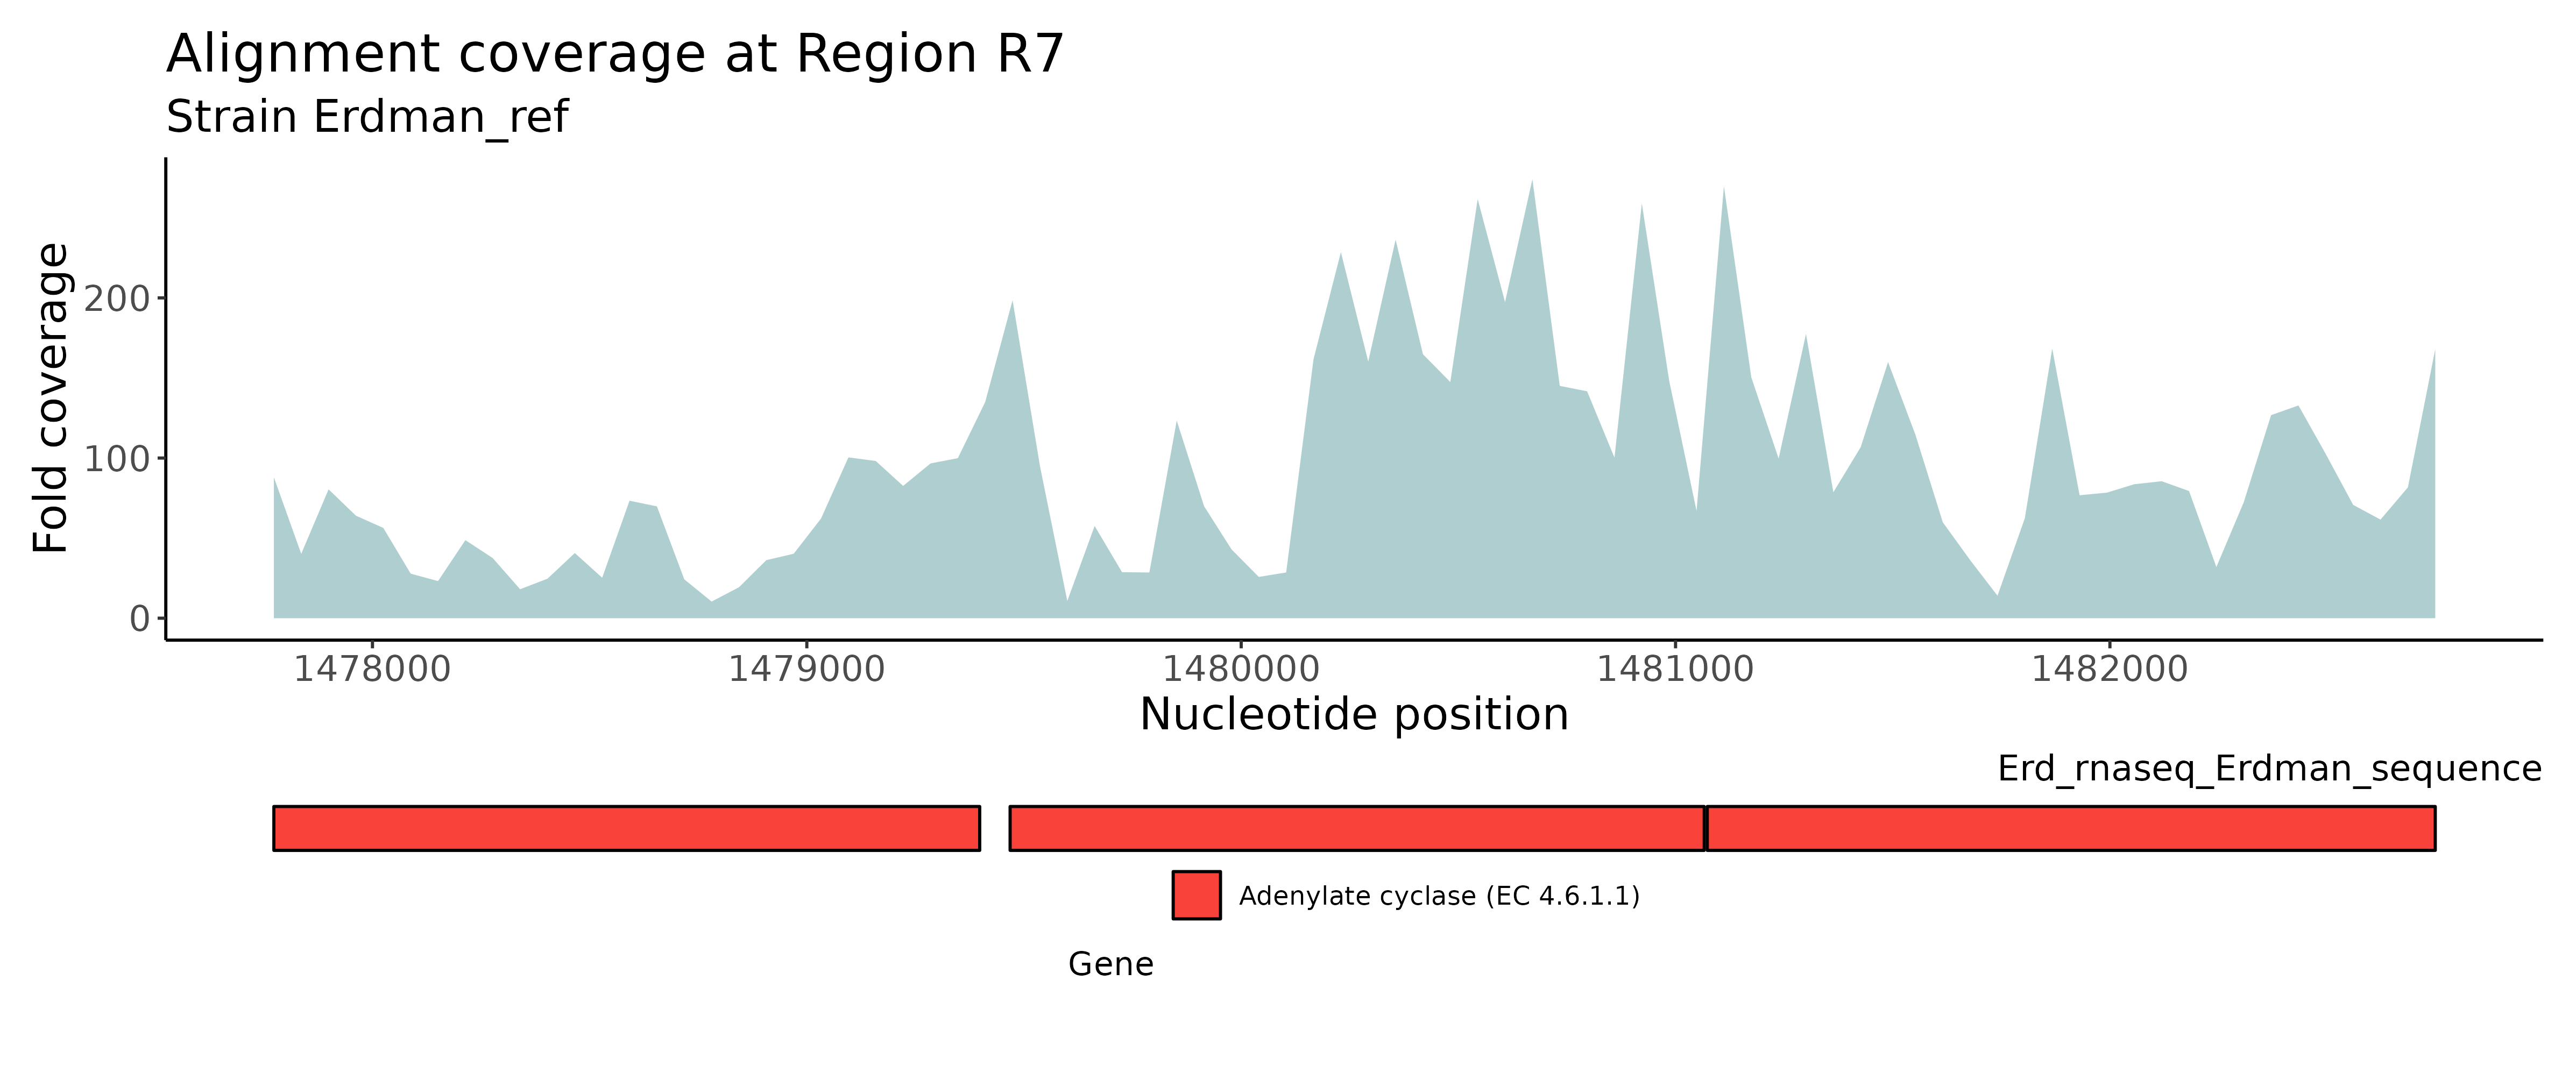 Alignment coverage at Region R7
Strain Erdman_ref
Fold coverage
200
100
0
1478000 1479000 1480000 1481000 1482000
Nucleotide position
Erd_rnaseq_Erdman_sequence
Adenylate cyclase (EC 4.6.1.1)
Gene